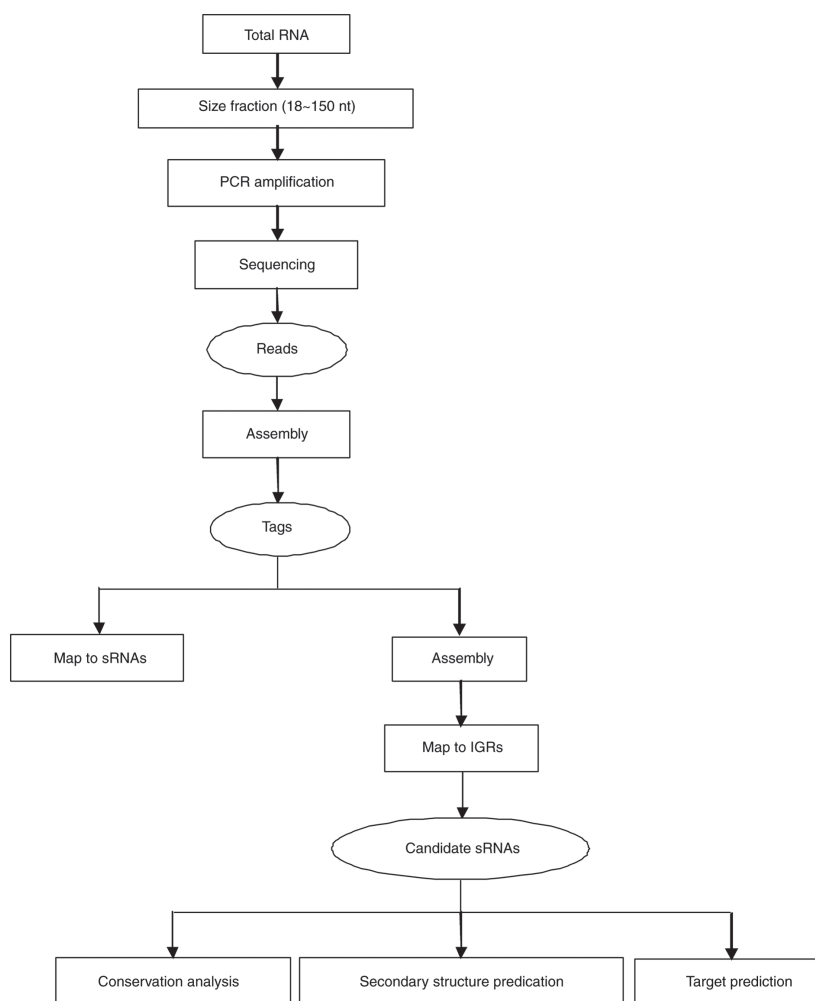 Total RNA
Size fraction (18~150 nt)
PCR amplification
Sequencing
Reads
Assembly
Tags
Map to sRNAs
Assembly
Map to IGRs
Candidate sRNAs
Conservation analysis
Secondary structure predication
Target prediction